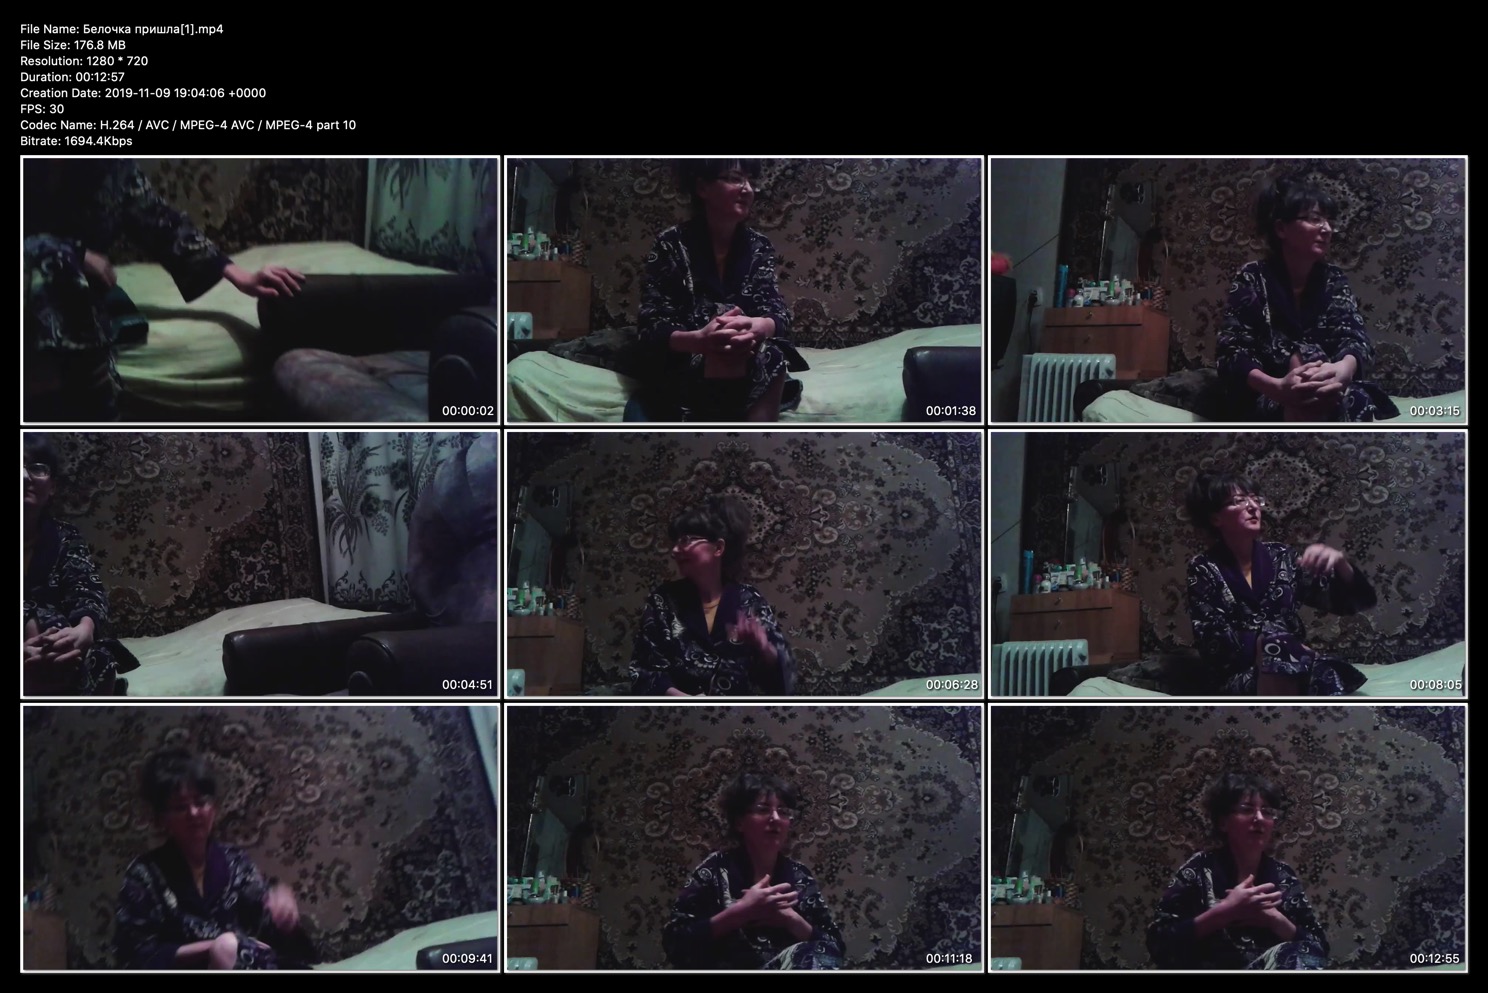 File Name: Белочка пришла[1].mp4
File Size: 176.8 MB
Resolution: 1280 * 720
Duration: 00:12:57
Creation Date: 2019-11-09 19:04:06 +0000
FPS: 30
Codec Name: H.264 / AVC / MPEG-4 AVC / MPEG-4 part 10
Bitrate: 1694.4Kbps
00:00:02
00:01:38
00:03:15
00:04:51
00:06:28
00:08:05
00:09:41
00:11:18
00:12:55